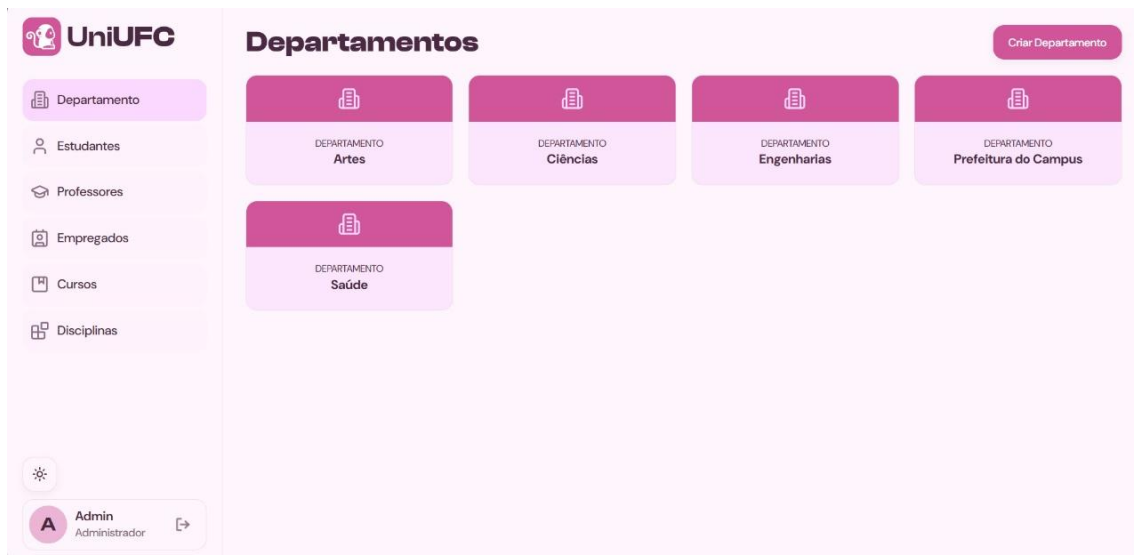 UniUFC
Departamento
Estudantes
Professores
Empregados
Cursos
Disciplinas
A
Admin
Administrador
Departamentos
Criar Departamento
DEPARTAMENTO
Artes
DEPARTAMENTO
Ciências
DEPARTAMENTO
Engenharias
DEPARTAMENTO
Prefeitura do Campus
DEPARTAMENTO
Saúde